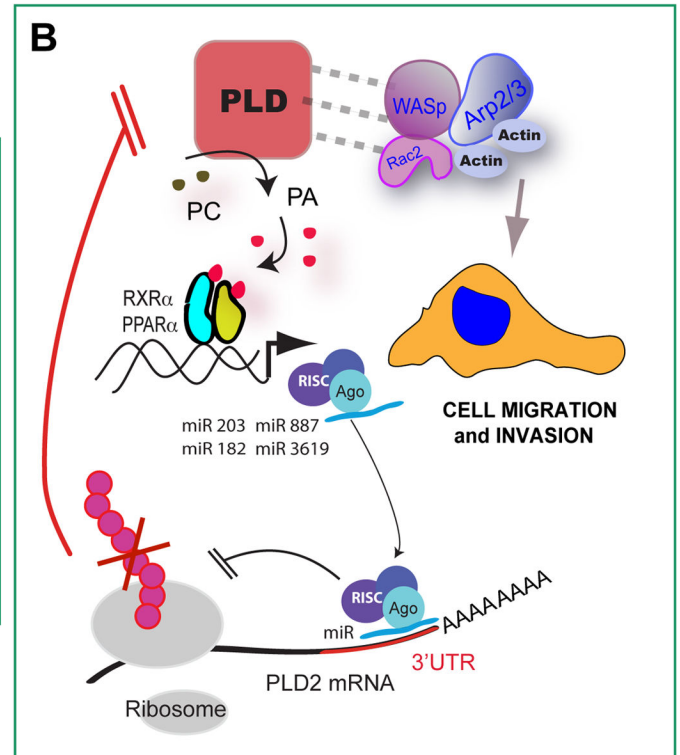 B
PLD
WASp
Arp2/3
Actin
Rac2
Actin
PC
PA
RXRα
PPARα
RISC
Ago
miR 203 miR 887
miR 182 miR 3619
CELL MIGRATION
and INVASION
RISC
Ago
miR
AAAAAAAA
3’UTR
PLD2 mRNA
Ribosome